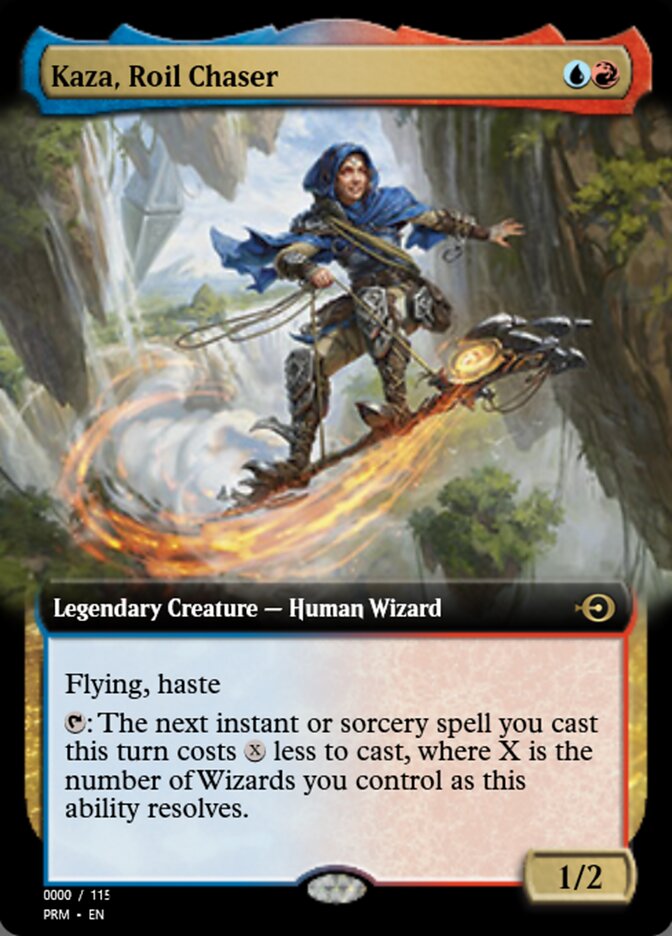 Kaza, Roil Chaser
Legendary Creature — Human Wizard
Flying, haste
: The next instant or sorcery spell you cast
this turn costs X less to cast, where X is the
number of Wizards you control as this
ability resolves.
1/2
0000 / 115
PRM • EN